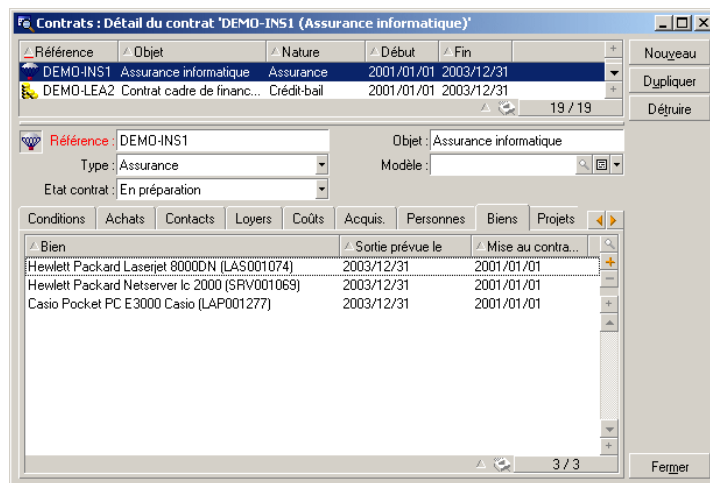 Contrats : Détail du contrat 'DEMO-INS1 (Assurance informatique)'
Référence Objet Nature Début Fin
DEMO-INS1 Assurance informatique Assurance 2001/01/01 2003/12/31
DEMO-LEA2 Contrat cadre de financ... Crédit-bail 2001/01/01 2003/12/31
19 / 19
Nouveau
Dupliquer
Détruire
Référence : DEMO-INS1 Objet : Assurance informatique
Type : Assurance Modèle :
Etat contrat : En préparation
Conditions Achats Contacts Loyers Coûts Acquis. Personnes Biens Projets
Bien Sortie prévue le Mise au contra...
Hewlett Packard Laserjet 8000DN (LAS001074) 2003/12/31 2001/01/01
Hewlett Packard Netserver lc 2000 (SRV001069) 2003/12/31 2001/01/01
Casio Pocket PC E3000 Casio (LAP001277) 2003/12/31 2001/01/01
3 / 3
Fermer